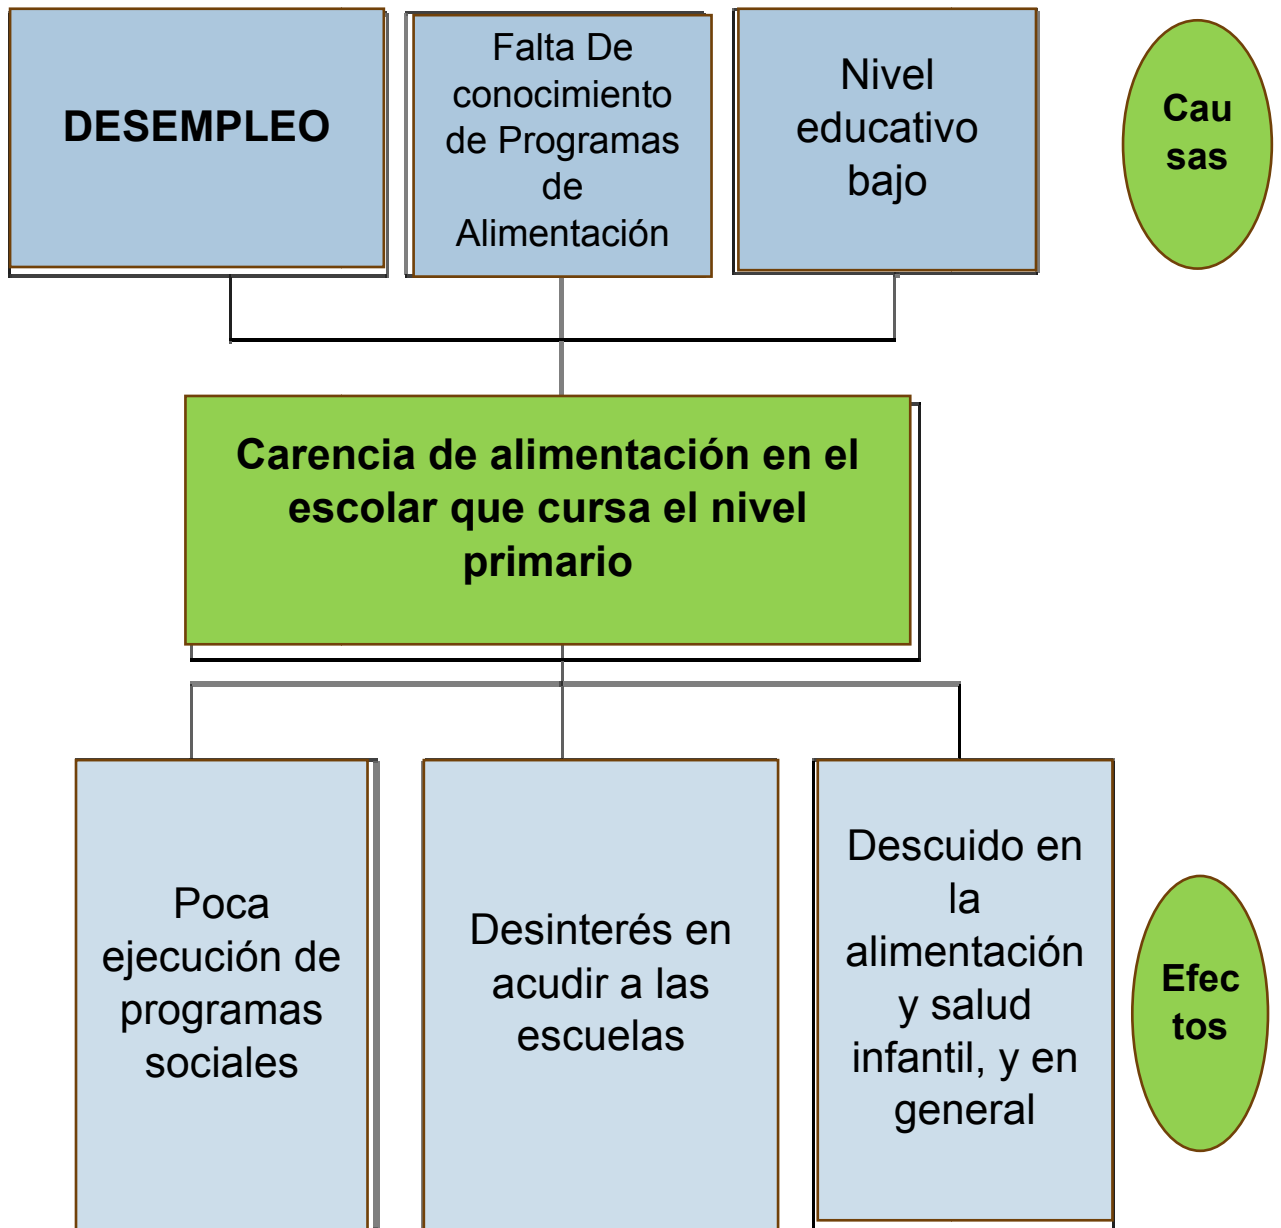 DESEMPLEO
Falta De
conocimiento
de Programas
de
Alimentación
Nivel
educativo
bajo
Cau
sas
Carencia de alimentación en el
escolar que cursa el nivel
primario
Poca
ejecución de
programas
sociales
Desinterés en
acudir a las
escuelas
Descuido en
la
alimentación
y salud
infantil, y en
general
Efec
tos